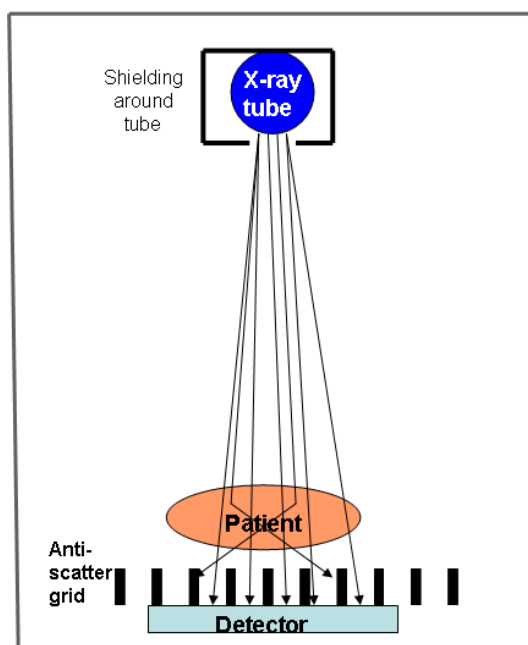 Shielding
around
tube
X-ray
tube
Patient
Anti-
scatter
grid
Detector